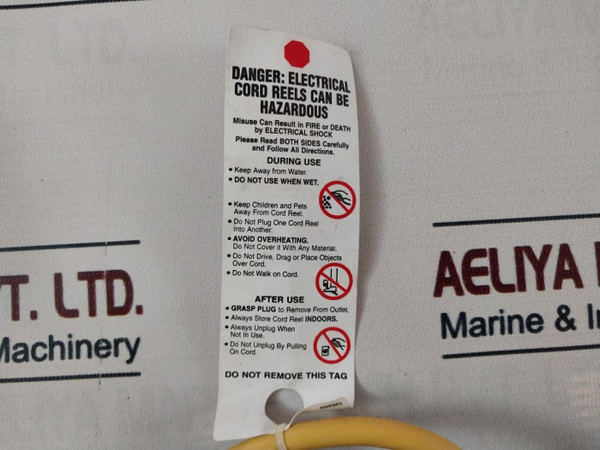 DANGER: ELECTRICAL
CORD REELS CAN BE
HAZARDOUS
Misuse Can Result in FIRE or DEATH
by ELECTRICAL SHOCK
Please Read BOTH SIDES Carefully
and Follow All Directions.
DURING USE
• Keep Away from Water.
• DO NOT USE WHEN WET.
• Keep Children and Pets
Away From Cord Reel.
• Do Not Plug One Cord Reel
Into Another.
• AVOID OVERHEATING.
Do Not Cover it With Any Material.
• Do Not Drive, Drag or Place Objects
Over Cord.
• Do Not Walk on Cord.
AFTER USE
• GRASP PLUG to Remove From Outlet.
• Always Store Cord Reel INDOORS.
• Always Unplug When
Not In Use.
• Do Not Unplug By Pulling
On Cord.
DO NOT REMOVE THIS TAG
VT. LTD.
Machinery
AELIYA
Marine & In
VT. LTD
AELIYA